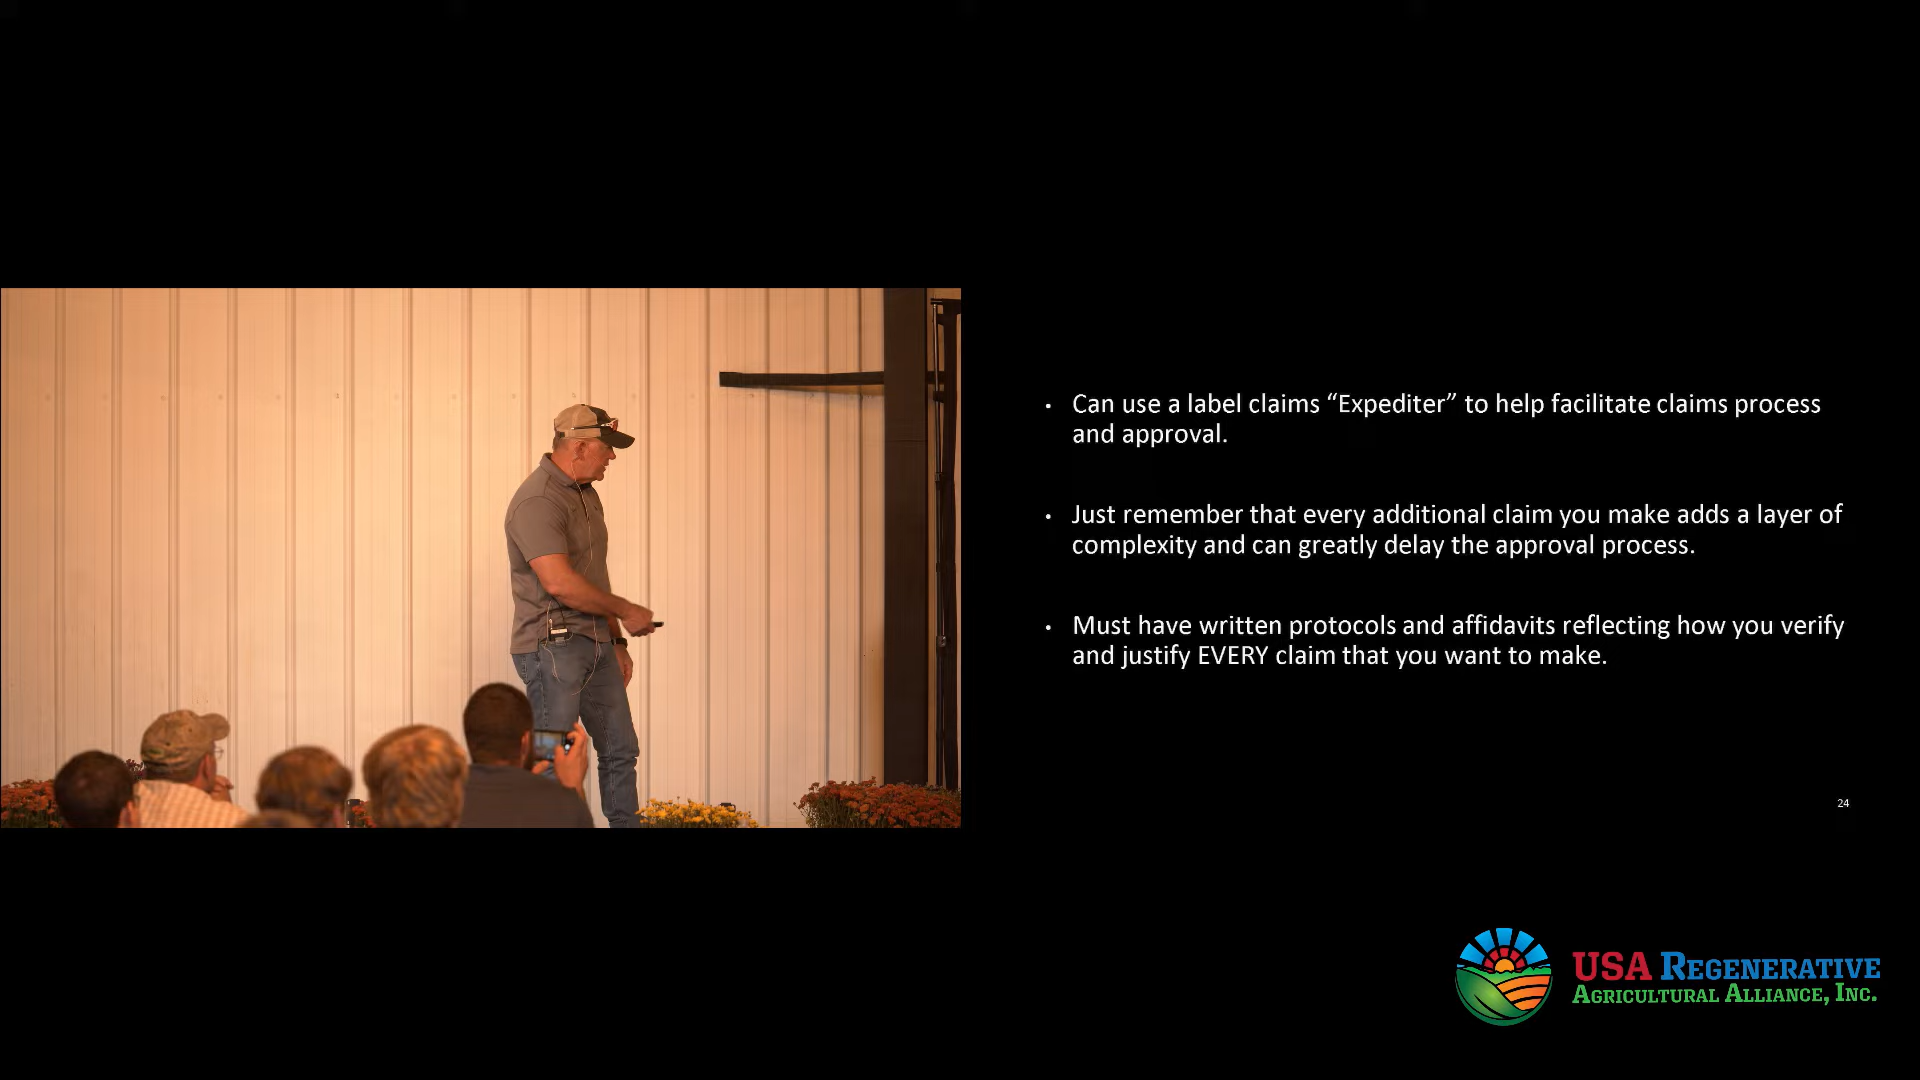 • Can use a label claims “Expediter” to help facilitate claims process
and approval.
• Just remember that every additional claim you make adds a layer of
complexity and can greatly delay the approval process.
• Must have written protocols and affidavits reflecting how you verify
and justify EVERY claim that you want to make.
24
USA REGENERATIVE
AGRICULTURAL ALLIANCE, INC.